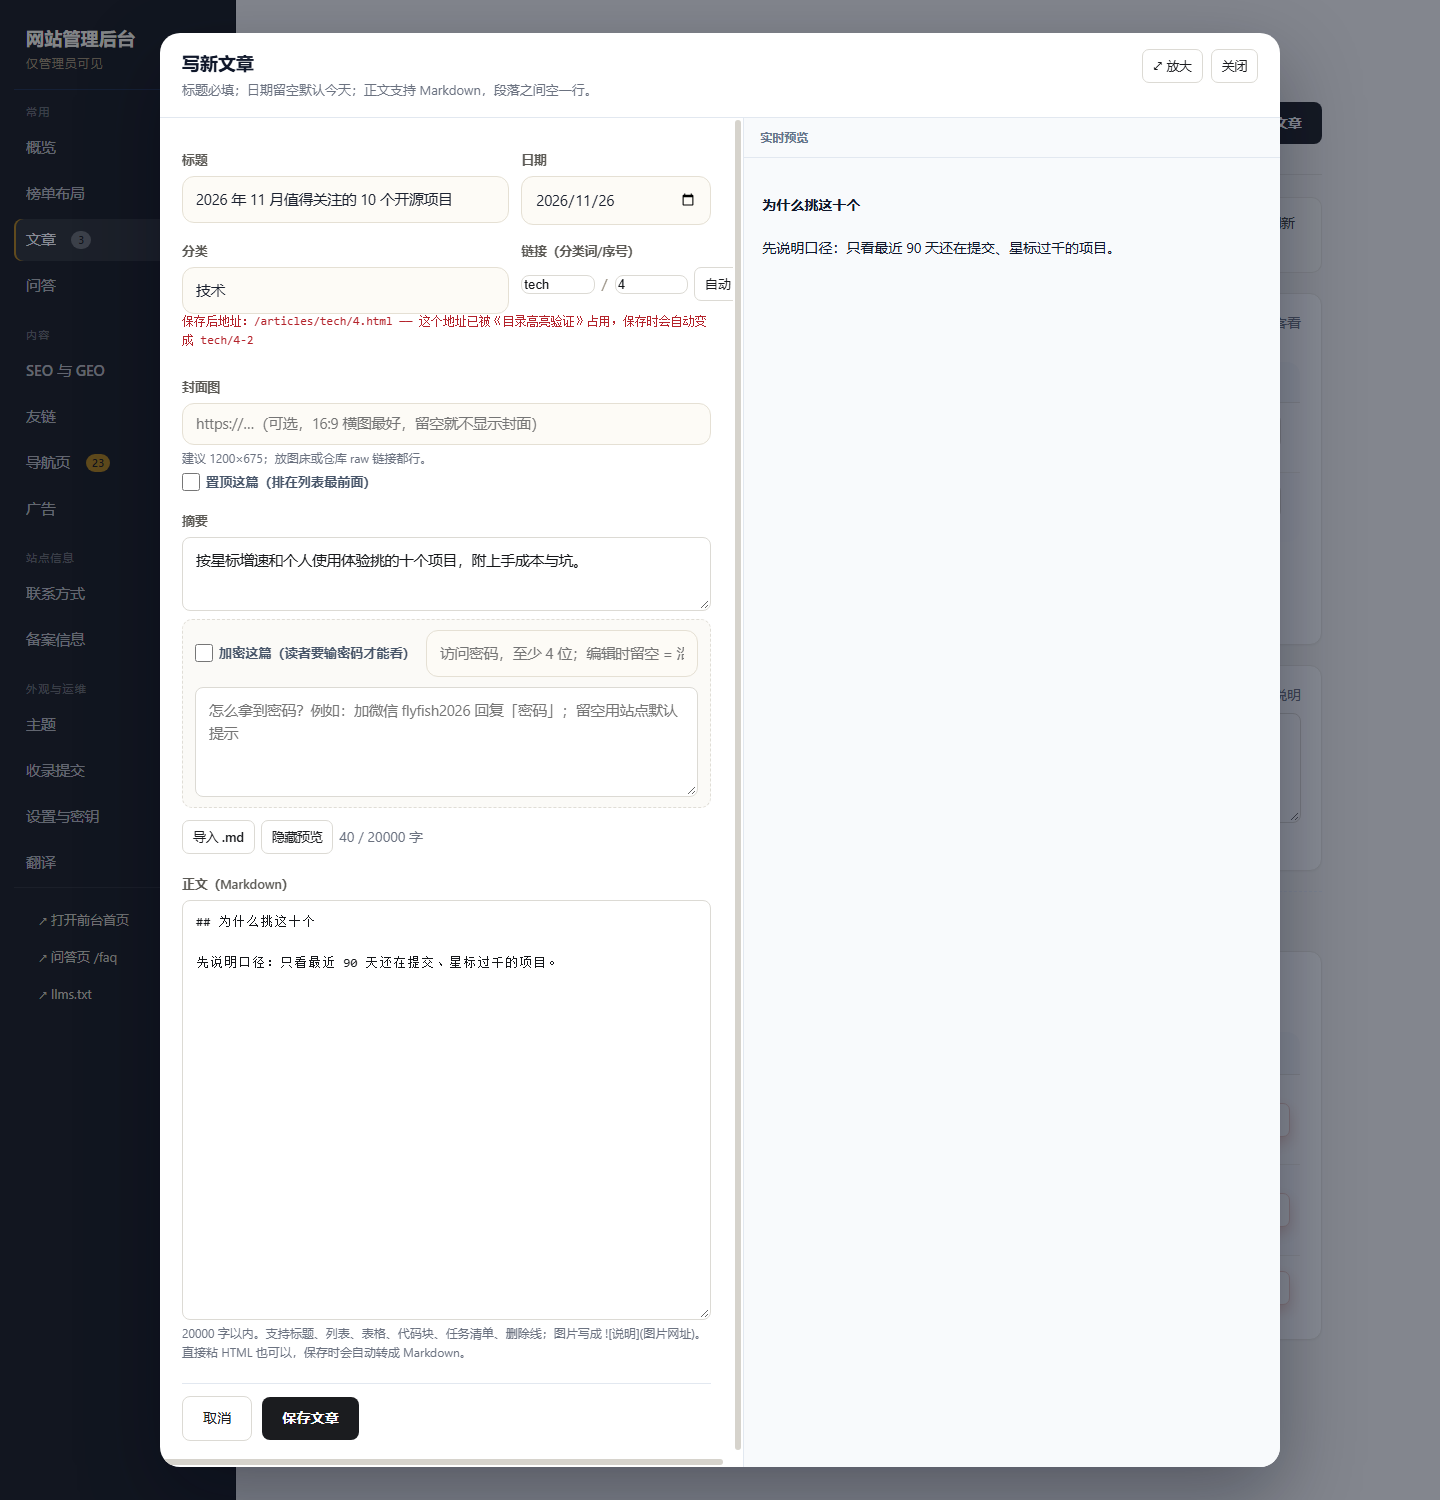 网站管理后台
仅管理员可见
常用
概览
榜单布局
文章 3
问答
内容
SEO 与 GEO
友链
导航页 23
广告
站点信息
联系方式
备案信息
外观与运维
主题
收录提交
设置与密钥
翻译
↗ 打开前台首页
↗ 问答页 /faq
↗ llms.txt
写新文章
标题必填；日期留空默认今天；正文支持 Markdown，段落之间空一行。
⤢ 放大
关闭
标题
2026 年 11 月值得关注的 10 个开源项目
日期
2026/11/26
分类
技术
链接（分类词/序号）
tech / 4 自动
保存后地址：/articles/tech/4.html — 这个地址已被《目录高亮验证》占用，保存时会自动变
成 tech/4-2
封面图
https://…（可选，16:9 横图最好，留空就不显示封面）
建议 1200×675；放图床或仓库 raw 链接都行。
置顶这篇（排在列表最前面）
摘要
按星标增速和个人使用体验挑的十个项目，附上手成本与坑。
加密这篇（读者要输密码才能看）
访问密码，至少 4 位；编辑时留空 =
怎么拿到密码？例如：加微信 flyfish2026 回复「密码」；留空用站点默认
提示
导入 .md
隐藏预览
40 / 20000 字
正文（Markdown）
## 为什么挑这十个
先说明口径：只看最近 90 天还在提交、星标过千的项目。
20000 字以内。支持标题、列表、表格、代码块、任务清单、删除线；图片写成 ![说明](图片网址)。
直接粘 HTML 也可以，保存时会自动转成 Markdown。
取消
保存文章
实时预览
为什么挑这十个
先说明口径：只看最近 90 天还在提交、星标过千的项目。
文章
新
客看
说明